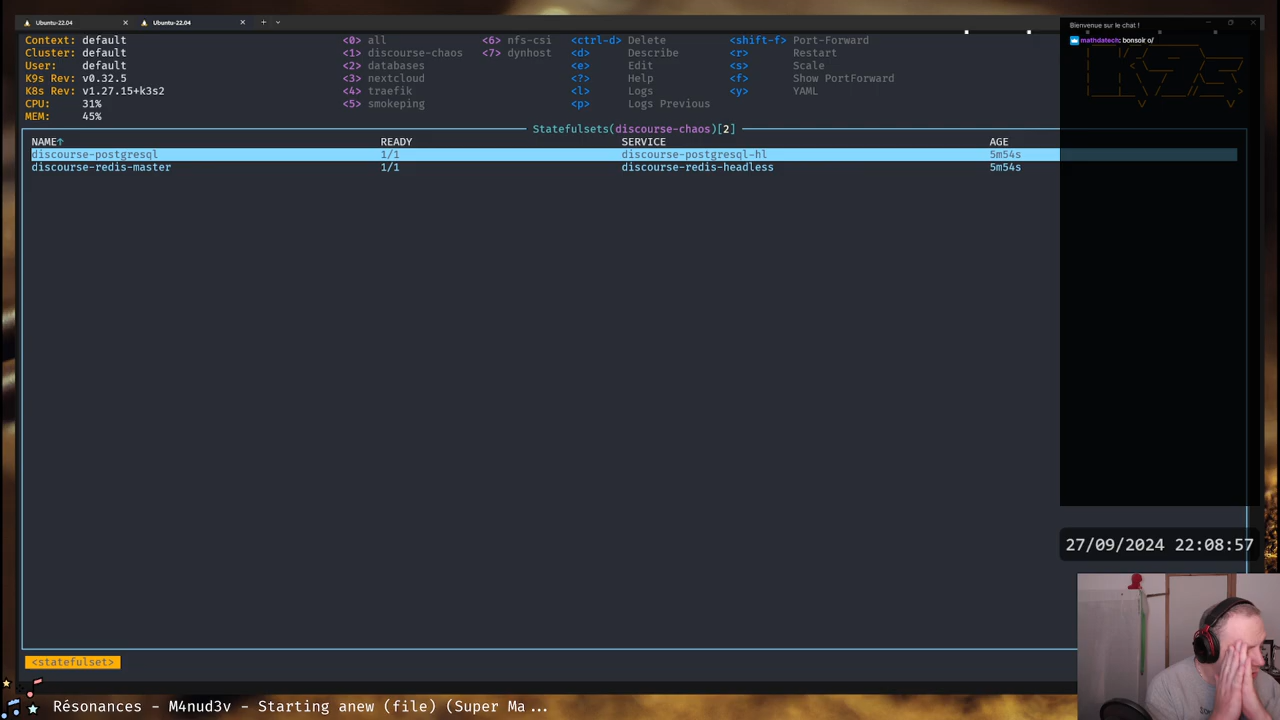 Ubuntu-22.04 × Ubuntu-22.04 × +
Context: default <0> all <6> nfs-csi <ctrl-d> Delete <shift-f> Port-Forward
Cluster: default <1> discourse-chaos <7> dynhost <d> Describe <r> Restart
User: default <2> databases <e> Edit <s> Scale
K9s Rev: v0.32.5 <3> nextcloud <?> Help <f> Show PortForward
K8s Rev: v1.27.15+k3s2 <4> traefik <l> Logs <y> YAML
CPU: 31% <5> smokeping <p> Logs Previous
MEM: 45%
Bienvenue sur le chat !
mathdatech: bonsoir o/
Statefulsets(discourse-chaos)[2]
NAME↑ READY SERVICE AGE
discourse-postgresql 1/1 discourse-postgresql-hl 5m54s
discourse-redis-master 1/1 discourse-redis-headless 5m54s
27/09/2024 22:08:57
<statefulset>
Résonances - M4nud3v - Starting anew (file) (Super Ma...